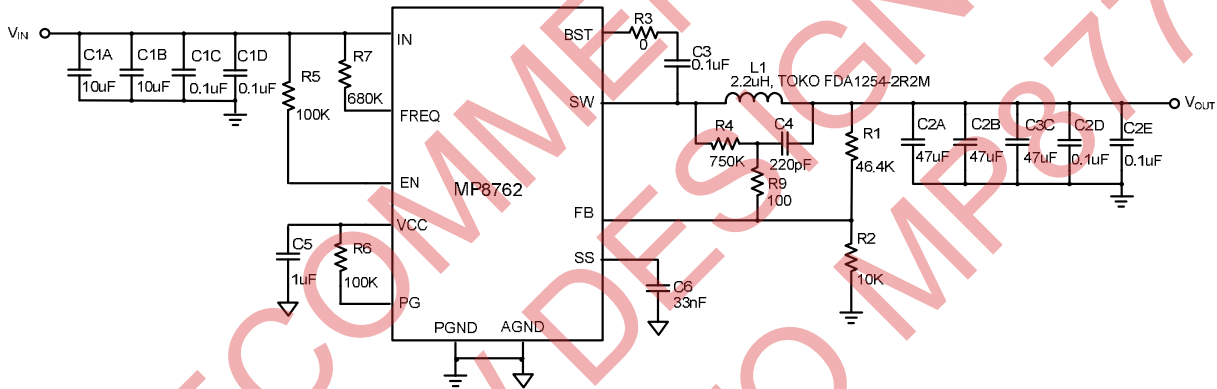 VIN
C1A
10uF
C1B
10uF
C1C
0.1uF
C1D
0.1uF
R5
100K
R7
680K
IN
FREQ
EN
VCC
PG
C5
1uF
R6
100K
MP8762
PGND
AGND
BST
SW
FB
SS
R3
0
C3
0.1uF
L1
2.2uH, TOKO FDA1254-2R2M
R4
750K
C4
220pF
R9
100
R1
46.4K
R2
10K
C6
33nF
C2A
47uF
C2B
47uF
C3C
47uF
C2D
0.1uF
C2E
0.1uF
VOUT
ECOMME
DESIGN
O MP877